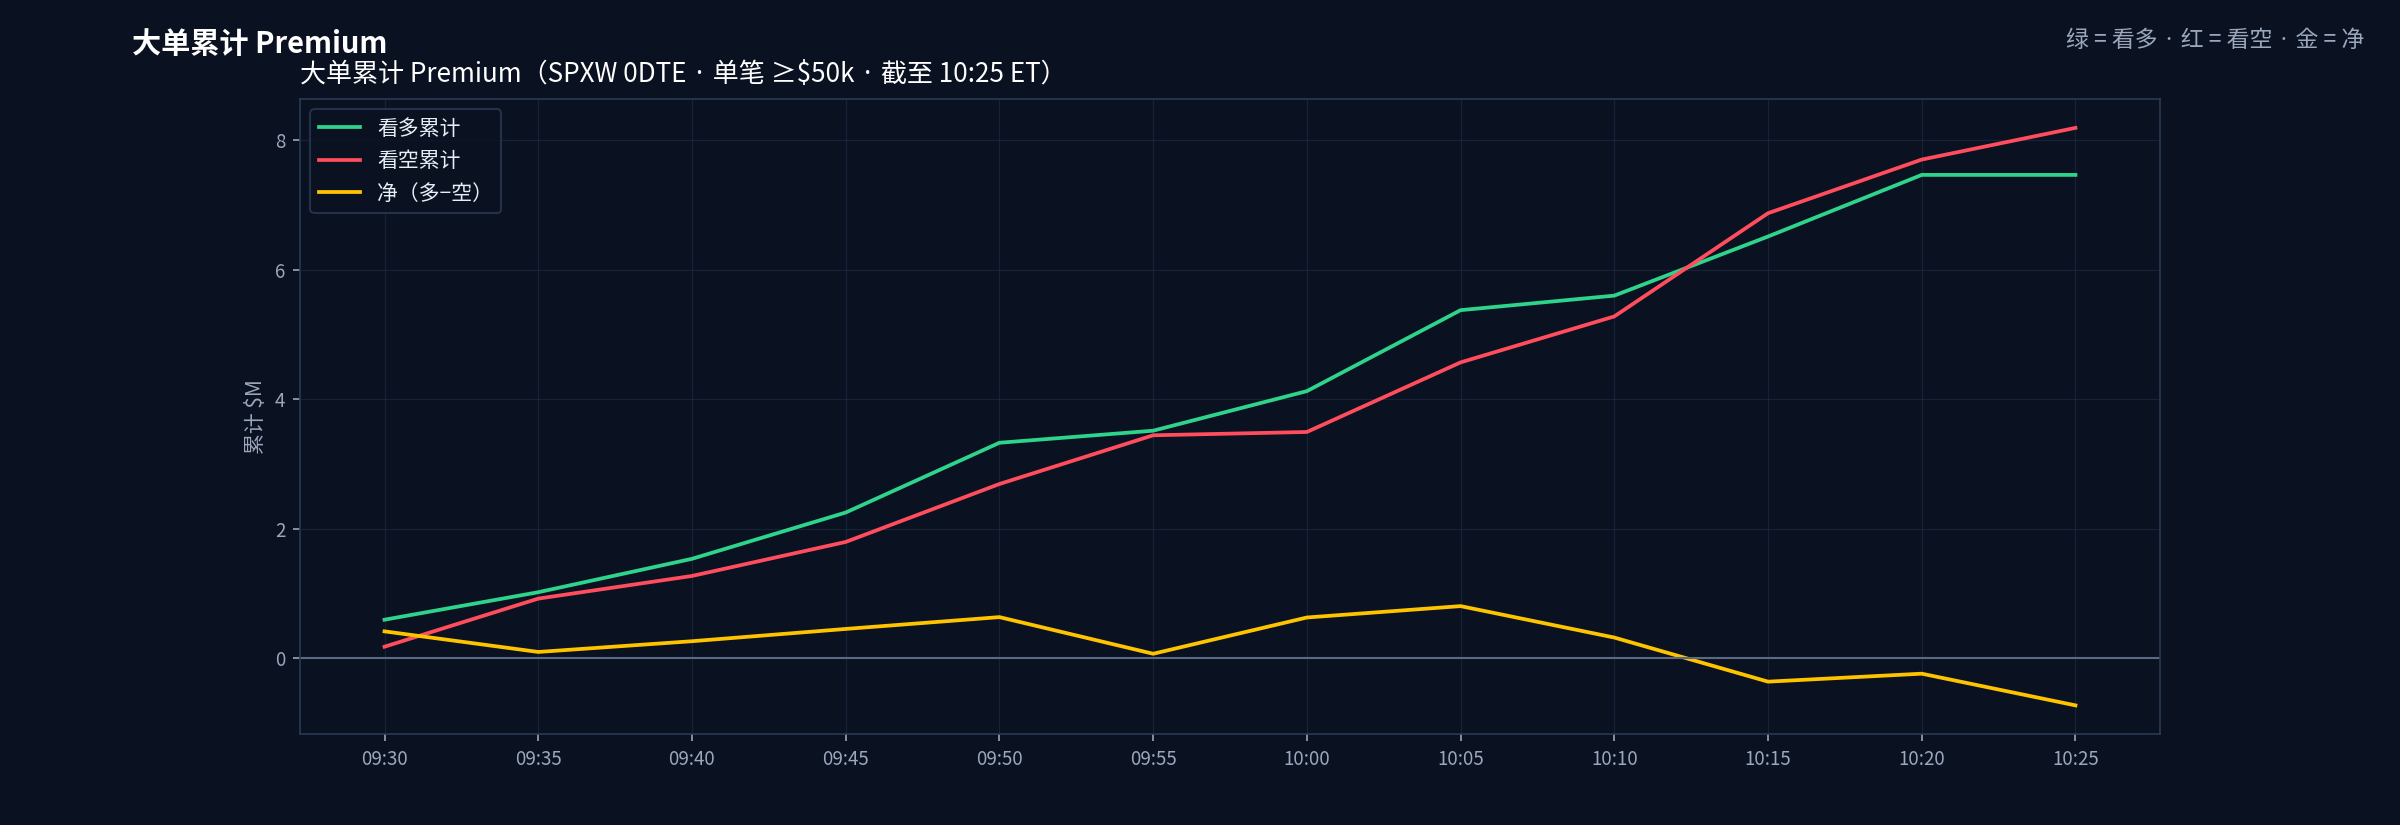 大单累计 Premium
绿 = 看多 · 红 = 看空 · 金 = 净
大单累计 Premium（SPXW 0DTE · 单笔 ≥$50k · 截至 10:25 ET）
看多累计
看空累计
净（多−空）
累计 $M
8
6
4
2
0
09:30 09:35 09:40 09:45 09:50 09:55 10:00 10:05 10:10 10:15 10:20 10:25